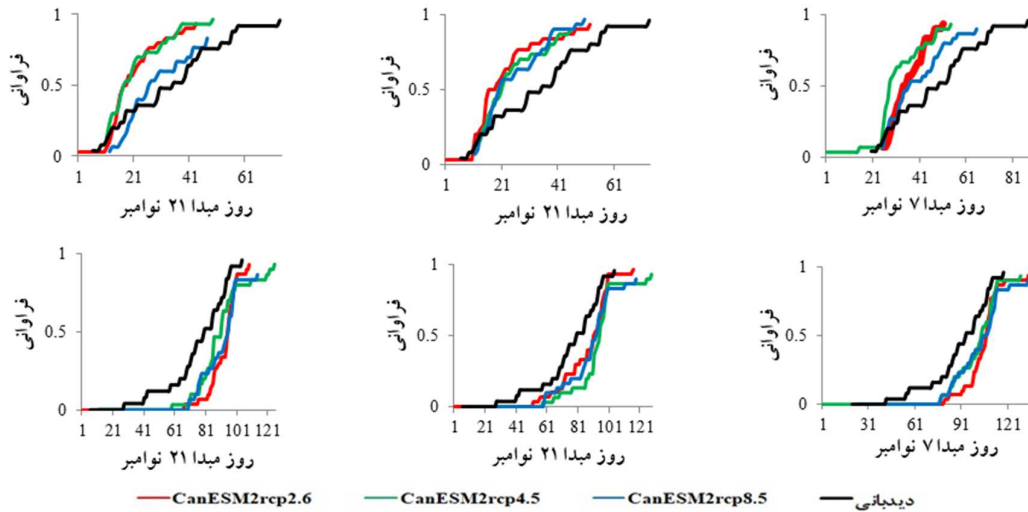 1
0.5
0
فراوانی
1 21 41 61
روز مبدا ۲۱ نوامبر
1
0.5
0
فراوانی
1 21 41 61
روز مبدا ۲۱ نوامبر
1
0.5
0
فراوانی
1 21 41 61 81
روز مبدا ۷ نوامبر
1
0.5
0
فراوانی
1 21 41 61 81 101 121
روز مبدا ۲۱ نوامبر
1
0.5
0
فراوانی
1 21 41 61 81 101 121
روز مبدا ۲۱ نوامبر
1
0.5
0
فراوانی
1 31 61 91 121
روز مبدا ۷ نوامبر
CanESM2rcp2.6 CanESM2rcp4.5 CanESM2rcp8.5 دیدبانی